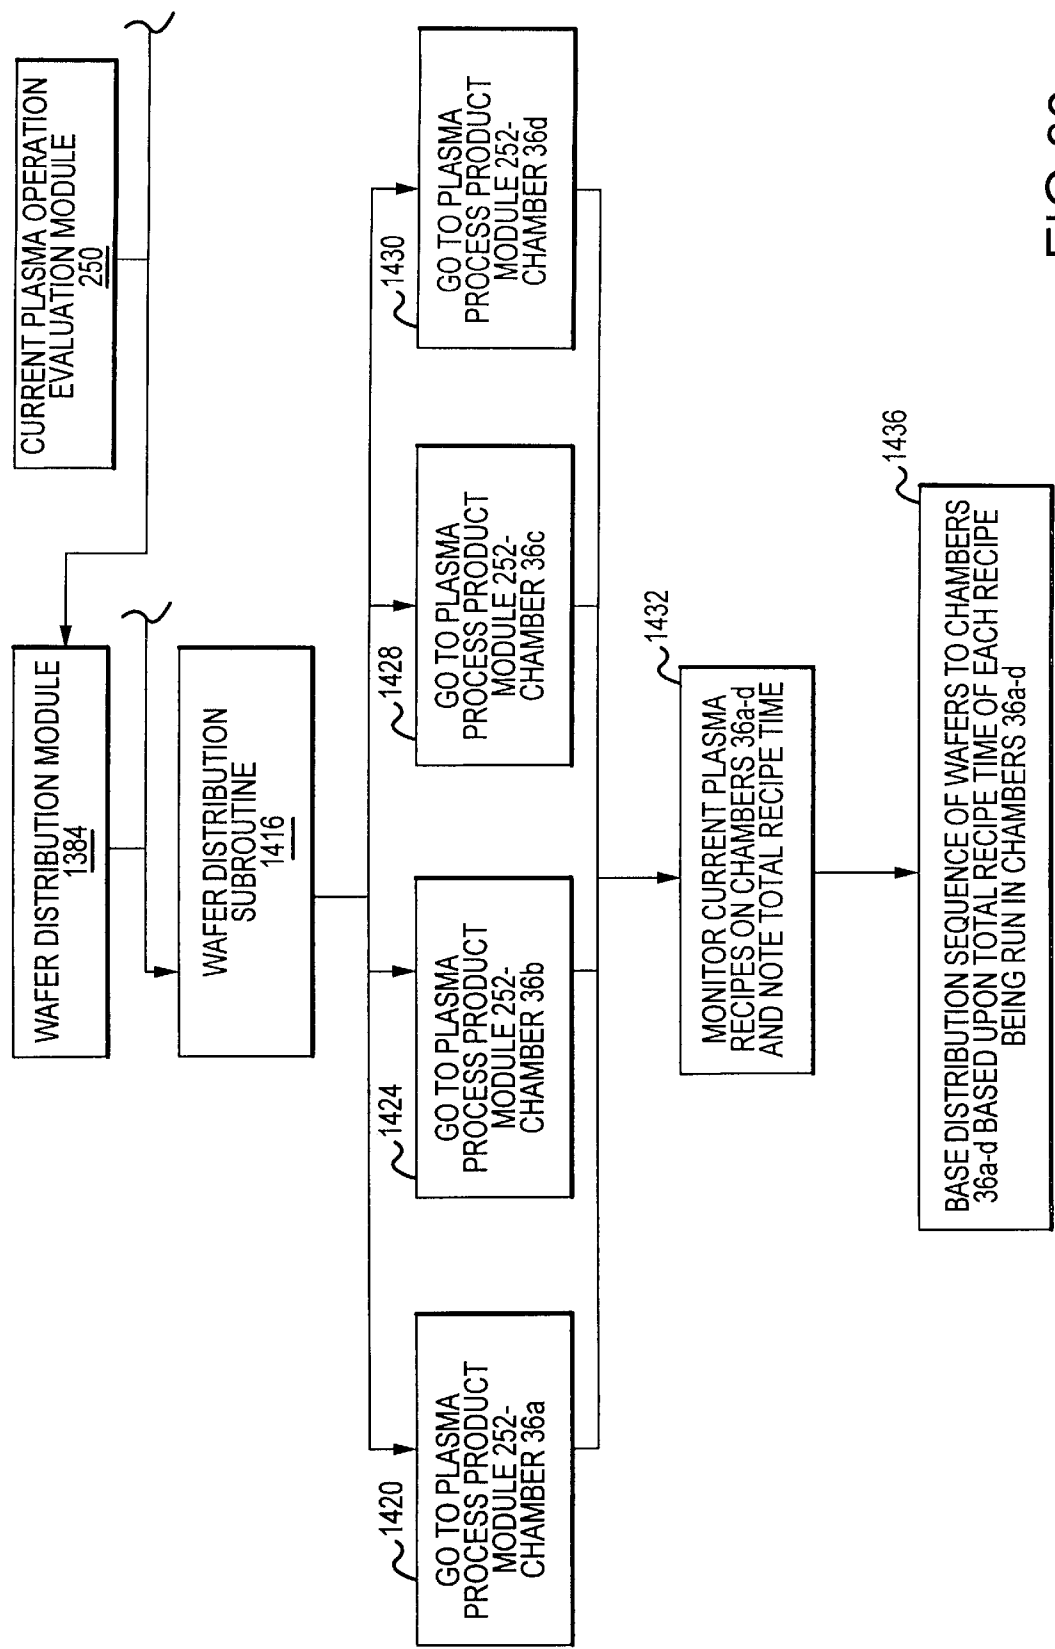 CURRENT PLASMA OPERATION
EVALUATION MODULE
250
WAFER DISTRIBUTION MODULE
1384
WAFER DISTRIBUTION
SUBROUTINE
1416
1420
GO TO PLASMA
PROCESS PRODUCT
MODULE 252-
CHAMBER 36a
1424
GO TO PLASMA
PROCESS PRODUCT
MODULE 252-
CHAMBER 36b
1428
GO TO PLASMA
PROCESS PRODUCT
MODULE 252-
CHAMBER 36c
1430
GO TO PLASMA
PROCESS PRODUCT
MODULE 252-
CHAMBER 36d
1432
MONITOR CURRENT PLASMA
RECIPES ON CHAMBERS 36a-d
AND NOTE TOTAL RECIPE TIME
1436
BASE DISTRIBUTION SEQUENCE OF WAFERS TO CHAMBERS
36a-d BASED UPON TOTAL RECIPE TIME OF EACH RECIPE
BEING RUN IN CHAMBERS 36a-d